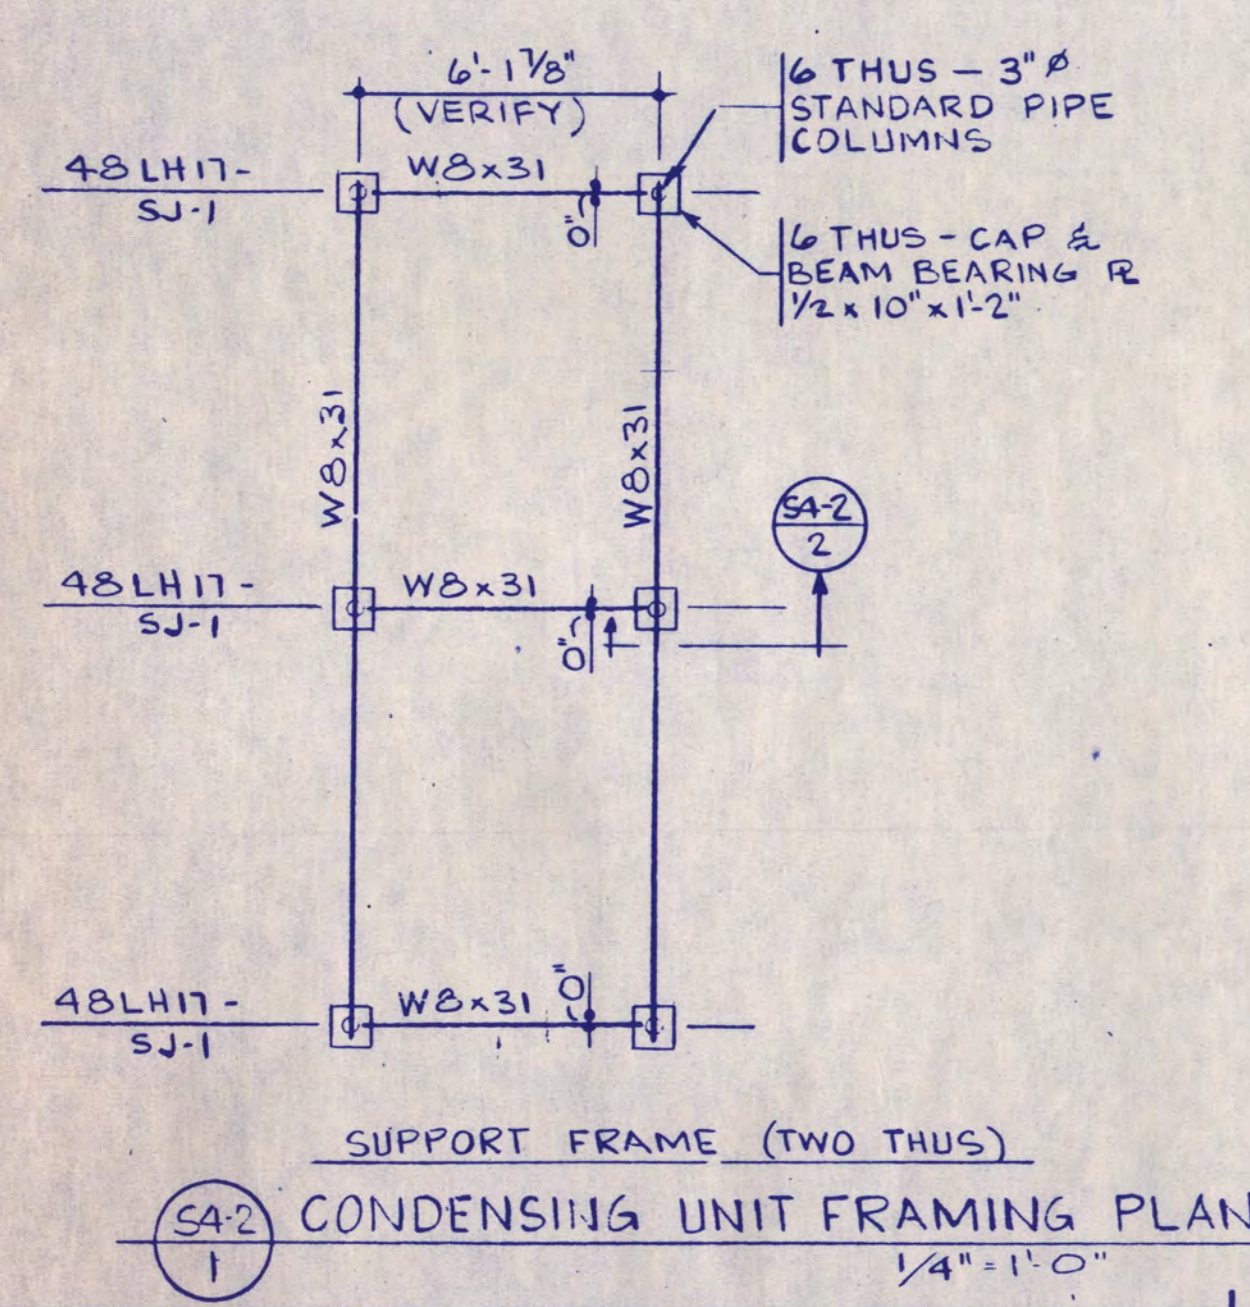 6'-1 7/8"
(VERIFY)
6 THUS - 3" Ø
STANDARD PIPE
COLUMNS
48LH17-
SJ-1
W8x31
0"
6 THUS - CAP &
BEAM BEARING PL
1/2 x 10" x 1'-2"
W8x31
W8x31
S4-2
2
48LH17-
SJ-1
W8x31
0"
48LH17-
SJ-1
W8x31
0"
SUPPORT FRAME (TWO THUS)
S4-2
1
CONDENSING UNIT FRAMING PLAN
1/4" = 1'-0"